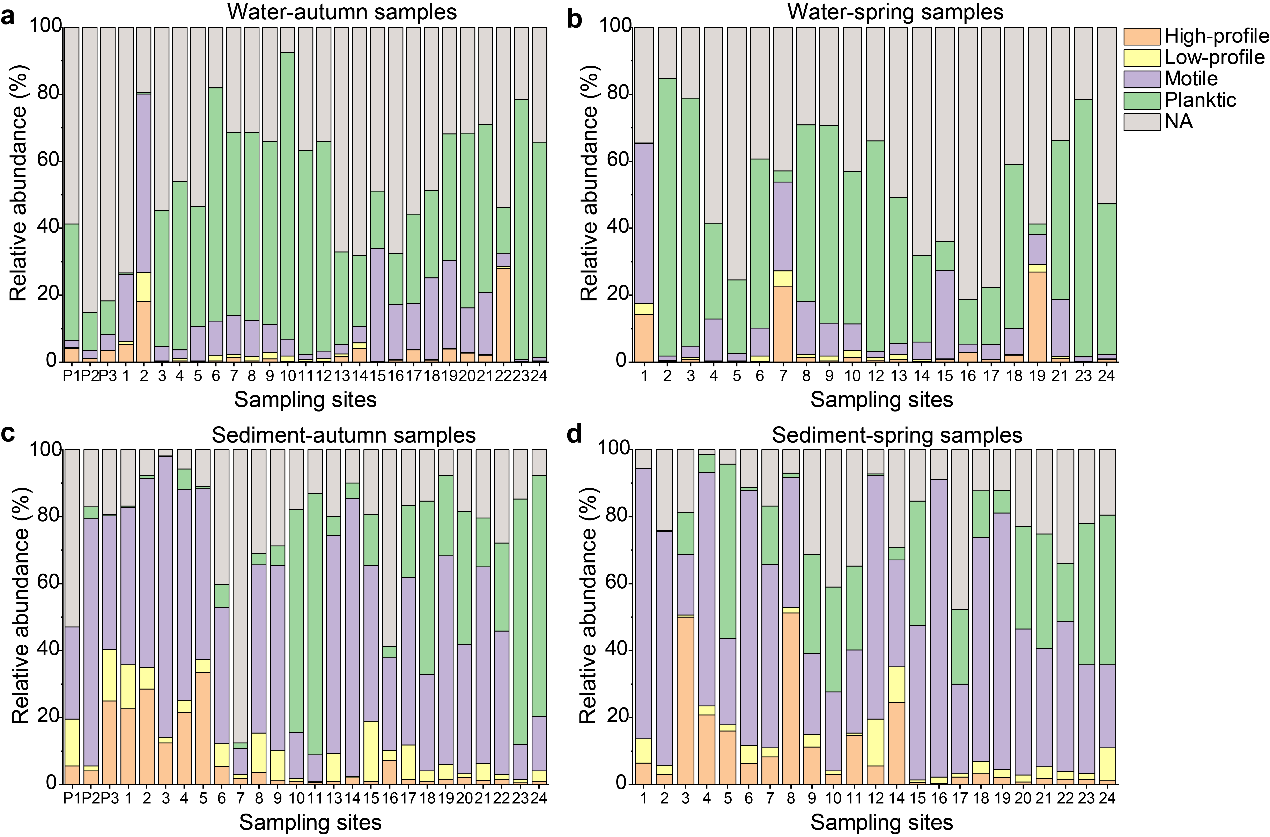 a Water-autumn samples
Relative abundance (%)
100
80
60
40
20
0
P1 P2 P3 1 2 3 4 5 6 7 8 9 10 11 12 13 14 15 16 17 18 19 20 21 22 23 24
Sampling sites
b Water-spring samples
Relative abundance (%)
100
80
60
40
20
0
1 2 3 4 5 6 7 8 9 10 12 13 14 15 16 17 18 19 21 23 24
Sampling sites
High-profile
Low-profile
Motile
Planktic
NA
c Sediment-autumn samples
Relative abundance (%)
100
80
60
40
20
0
P1 P2 P3 1 2 3 4 5 6 7 8 9 10 11 13 14 15 16 17 18 19 20 21 22 23 24
Sampling sites
d Sediment-spring samples
Relative abundance (%)
100
80
60
40
20
0
1 2 3 4 5 6 7 8 9 10 11 12 14 15 16 17 18 19 20 21 22 23 24
Sampling sites